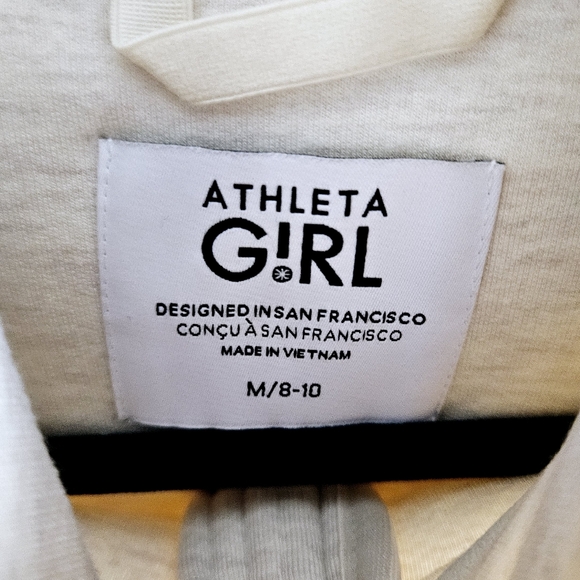 ATHLETA
G!RL
DESIGNED IN SAN FRANCISCO
CONÇU À SAN FRANCISCO
MADE IN VIETNAM
M/8-10